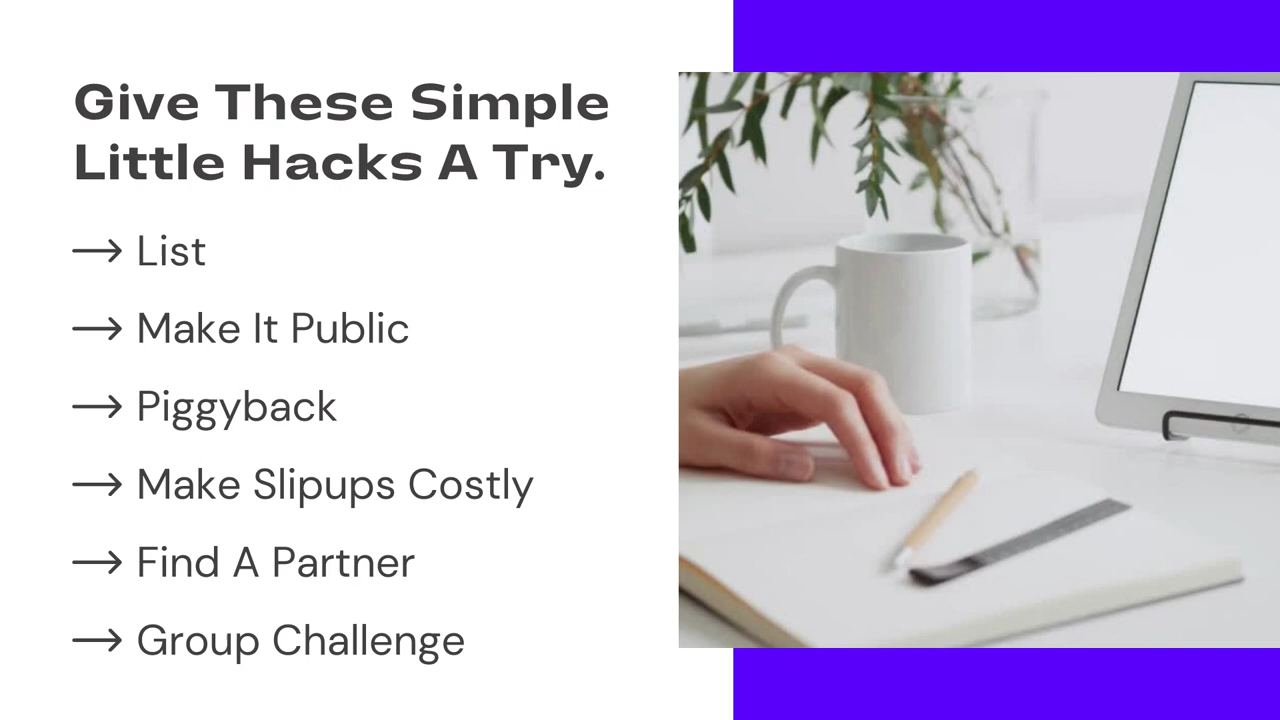 Give These Simple
Little Hacks A Try.
→ List
→ Make It Public
→ Piggyback
→ Make Slipups Costly
→ Find A Partner
→ Group Challenge